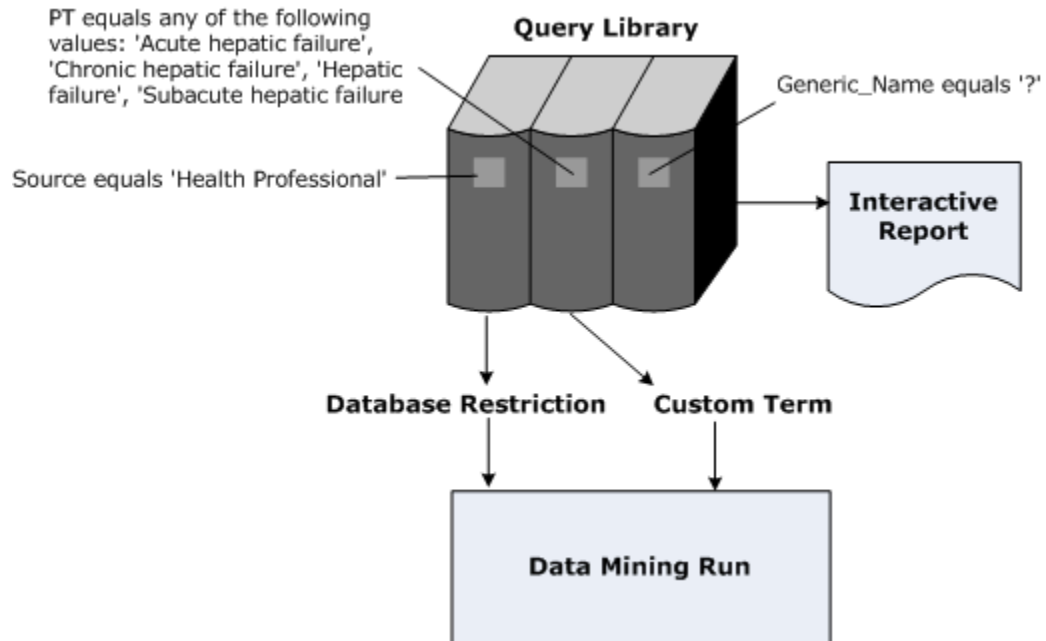 PT equals any of the following
values: 'Acute hepatic failure',
'Chronic hepatic failure', 'Hepatic
failure', 'Subacute hepatic failure
Query Library
Generic_Name equals '?'
Source equals 'Health Professional'
Interactive
Report
Database Restriction
Custom Term
Data Mining Run